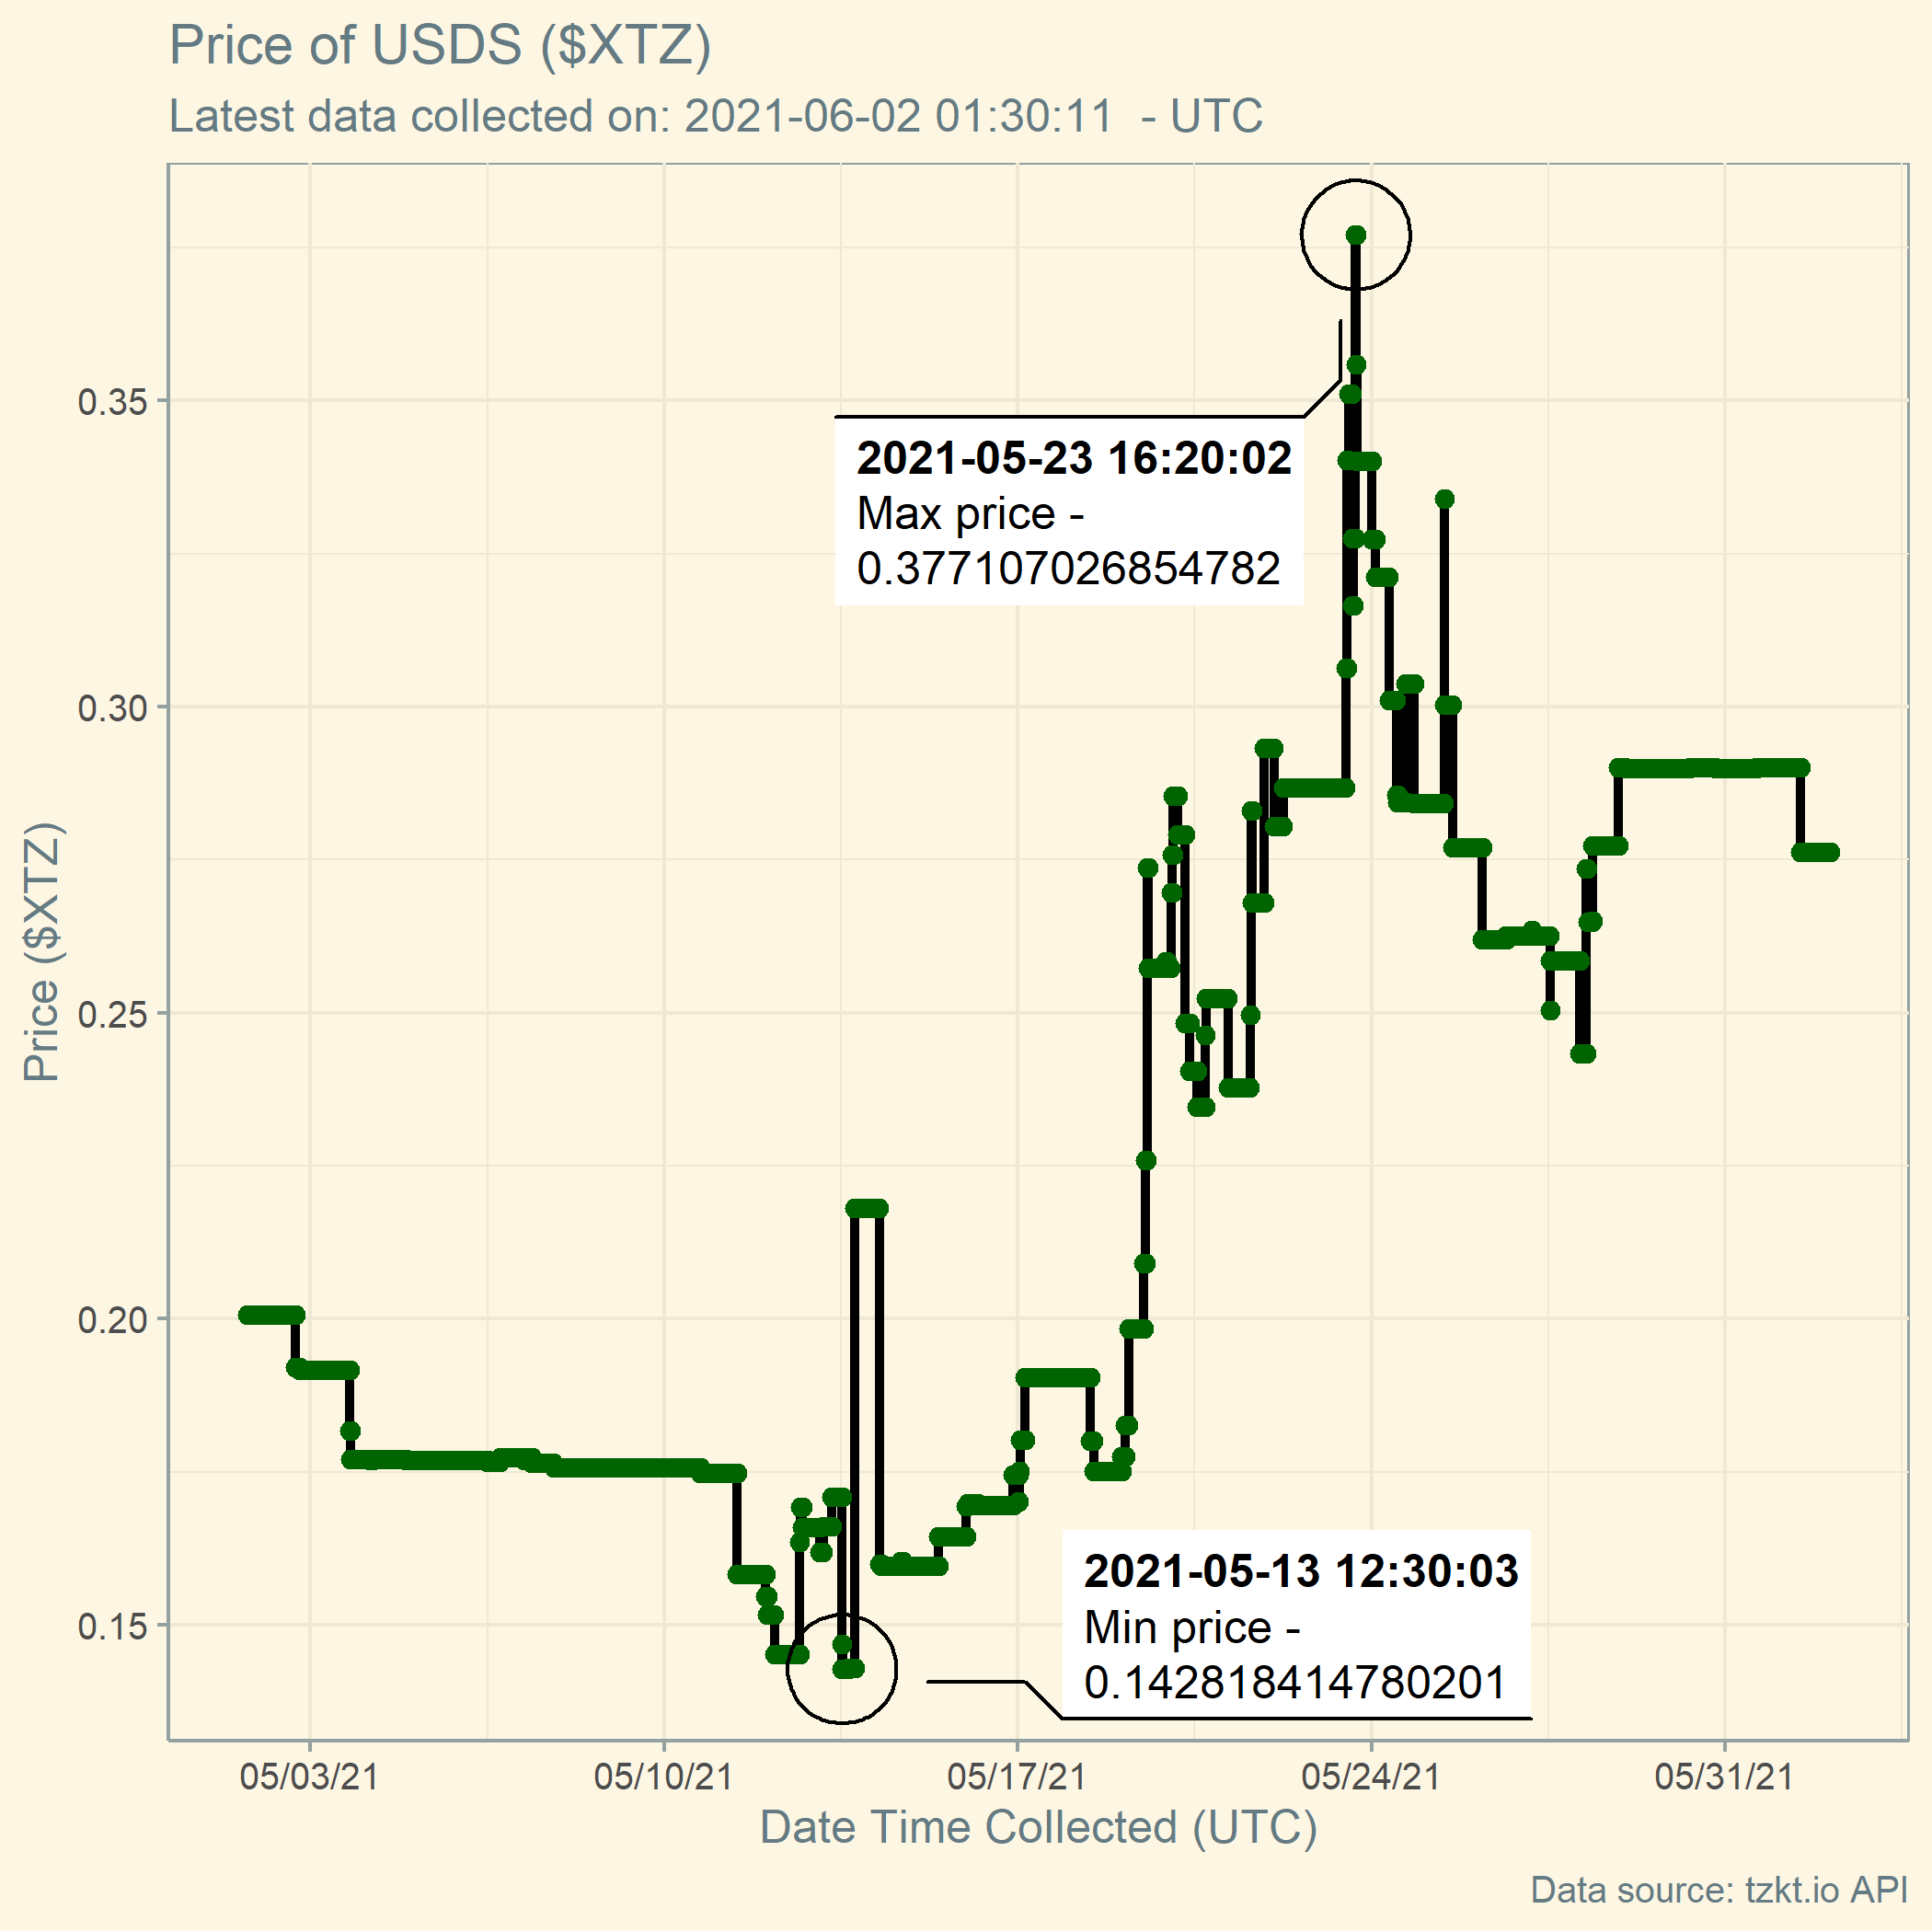 Price of USDS ($XTZ)
Latest data collected on: 2021-06-02 01:30:11  - UTC
Price ($XTZ)
0.35
0.30
0.25
0.20
0.15
2021-05-23 16:20:02
Max price -
0.377107026854782
2021-05-13 12:30:03
Min price -
0.142818414780201
05/03/21
05/10/21
05/17/21
05/24/21
05/31/21
Date Time Collected (UTC)
Data source: tzkt.io API